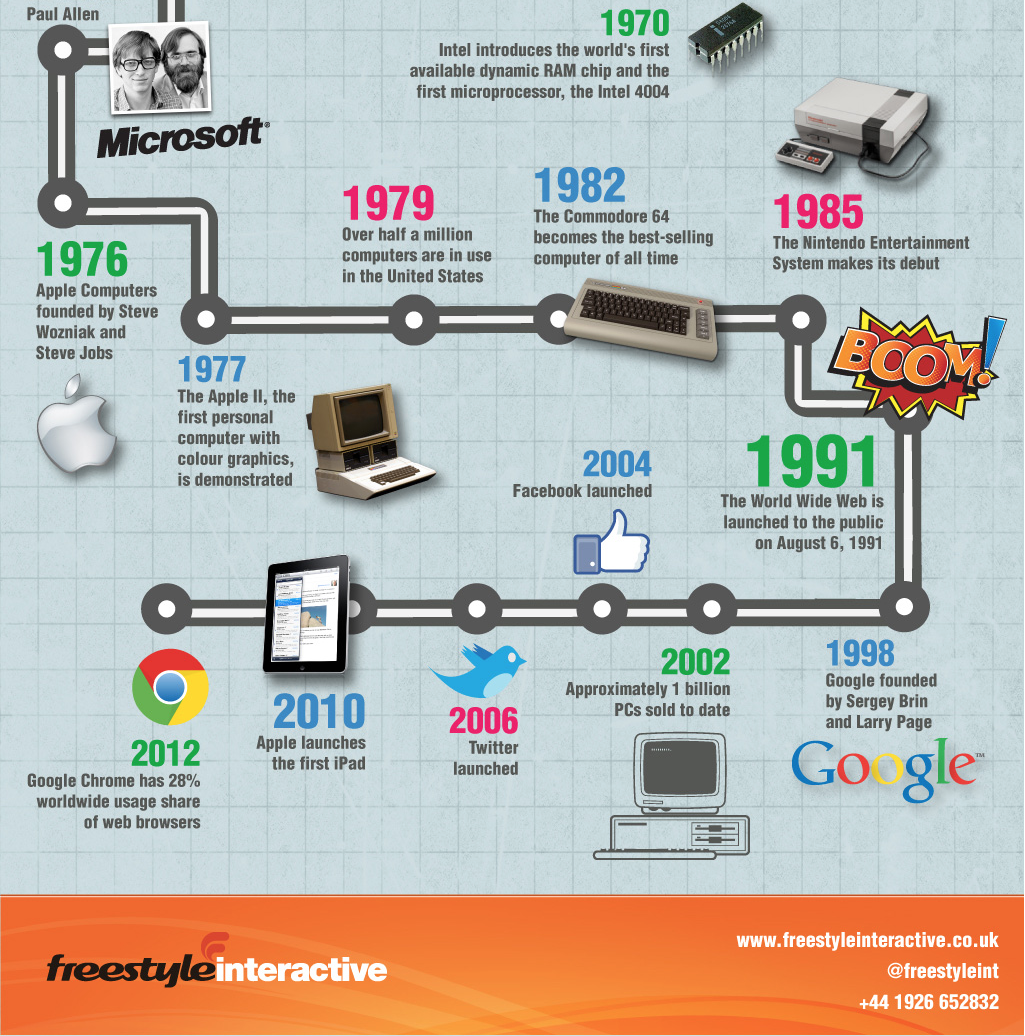 Paul Allen
Microsoft®
1970
Intel introduces the world's first
available dynamic RAM chip and the
first microprocessor, the Intel 4004
1976
Apple Computers
founded by Steve
Wozniak and
Steve Jobs
1977
The Apple II, the
first personal
computer with
colour graphics,
is demonstrated
1979
Over half a million
computers are in use
in the United States
1982
The Commodore 64
becomes the best-selling
computer of all time
1985
The Nintendo Entertainment
System makes its debut
BOOM!
1991
The World Wide Web is
launched to the public
on August 6, 1991
1998
Google founded
by Sergey Brin
and Larry Page
Google™
2002
Approximately 1 billion
PCs sold to date
2004
Facebook launched
2006
Twitter
launched
2010
Apple launches
the first iPad
2012
Google Chrome has 28%
worldwide usage share
of web browsers
freestyleinteractive
www.freestyleinteractive.co.uk
@freestyleint
+44 1926 652832